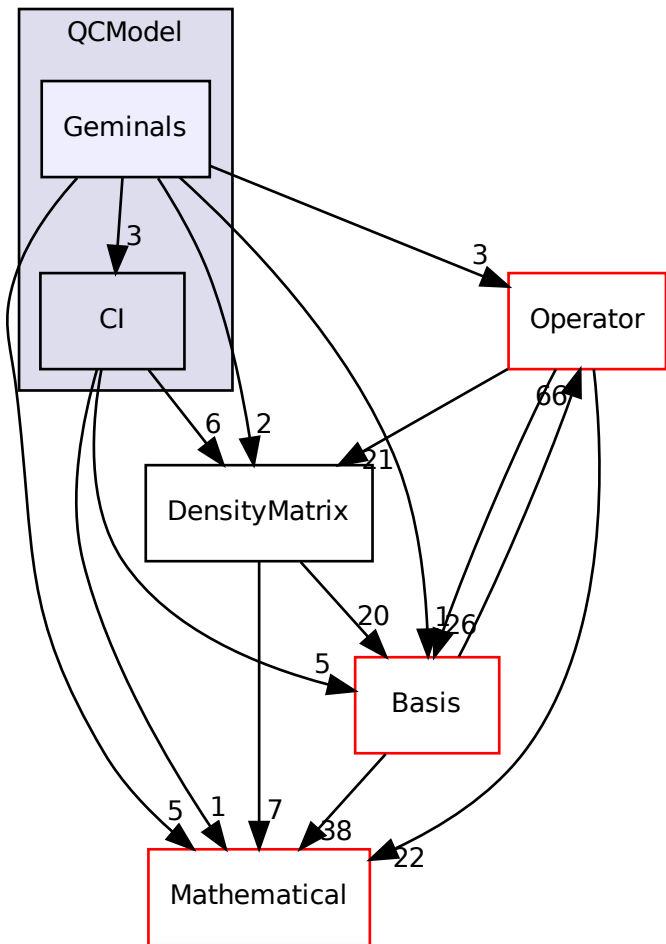 QCModel
Geminals
3
3
CI
Operator
66
6
2
21
DensityMatrix
20
1
26
5
Basis
5
1
7
38
22
Mathematical